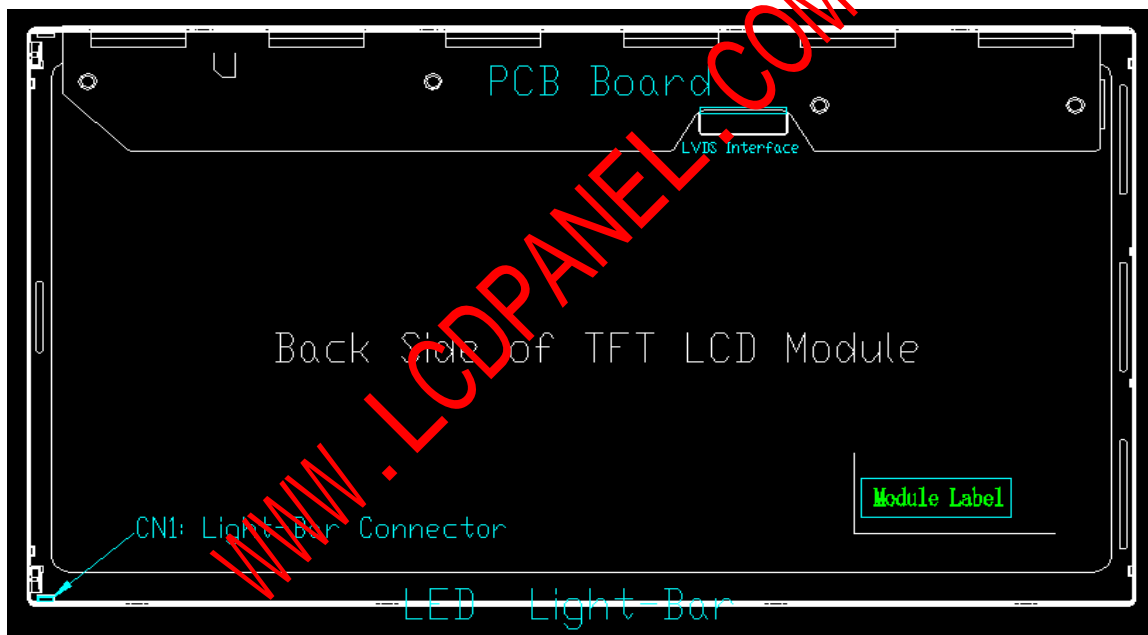 PCB Board
LVDS Interface
Back Side of TFT LCD Module
Module Label
CN1: Light-Bar Connector
LED Light-Bar
WWW.LCDPANEL.COM